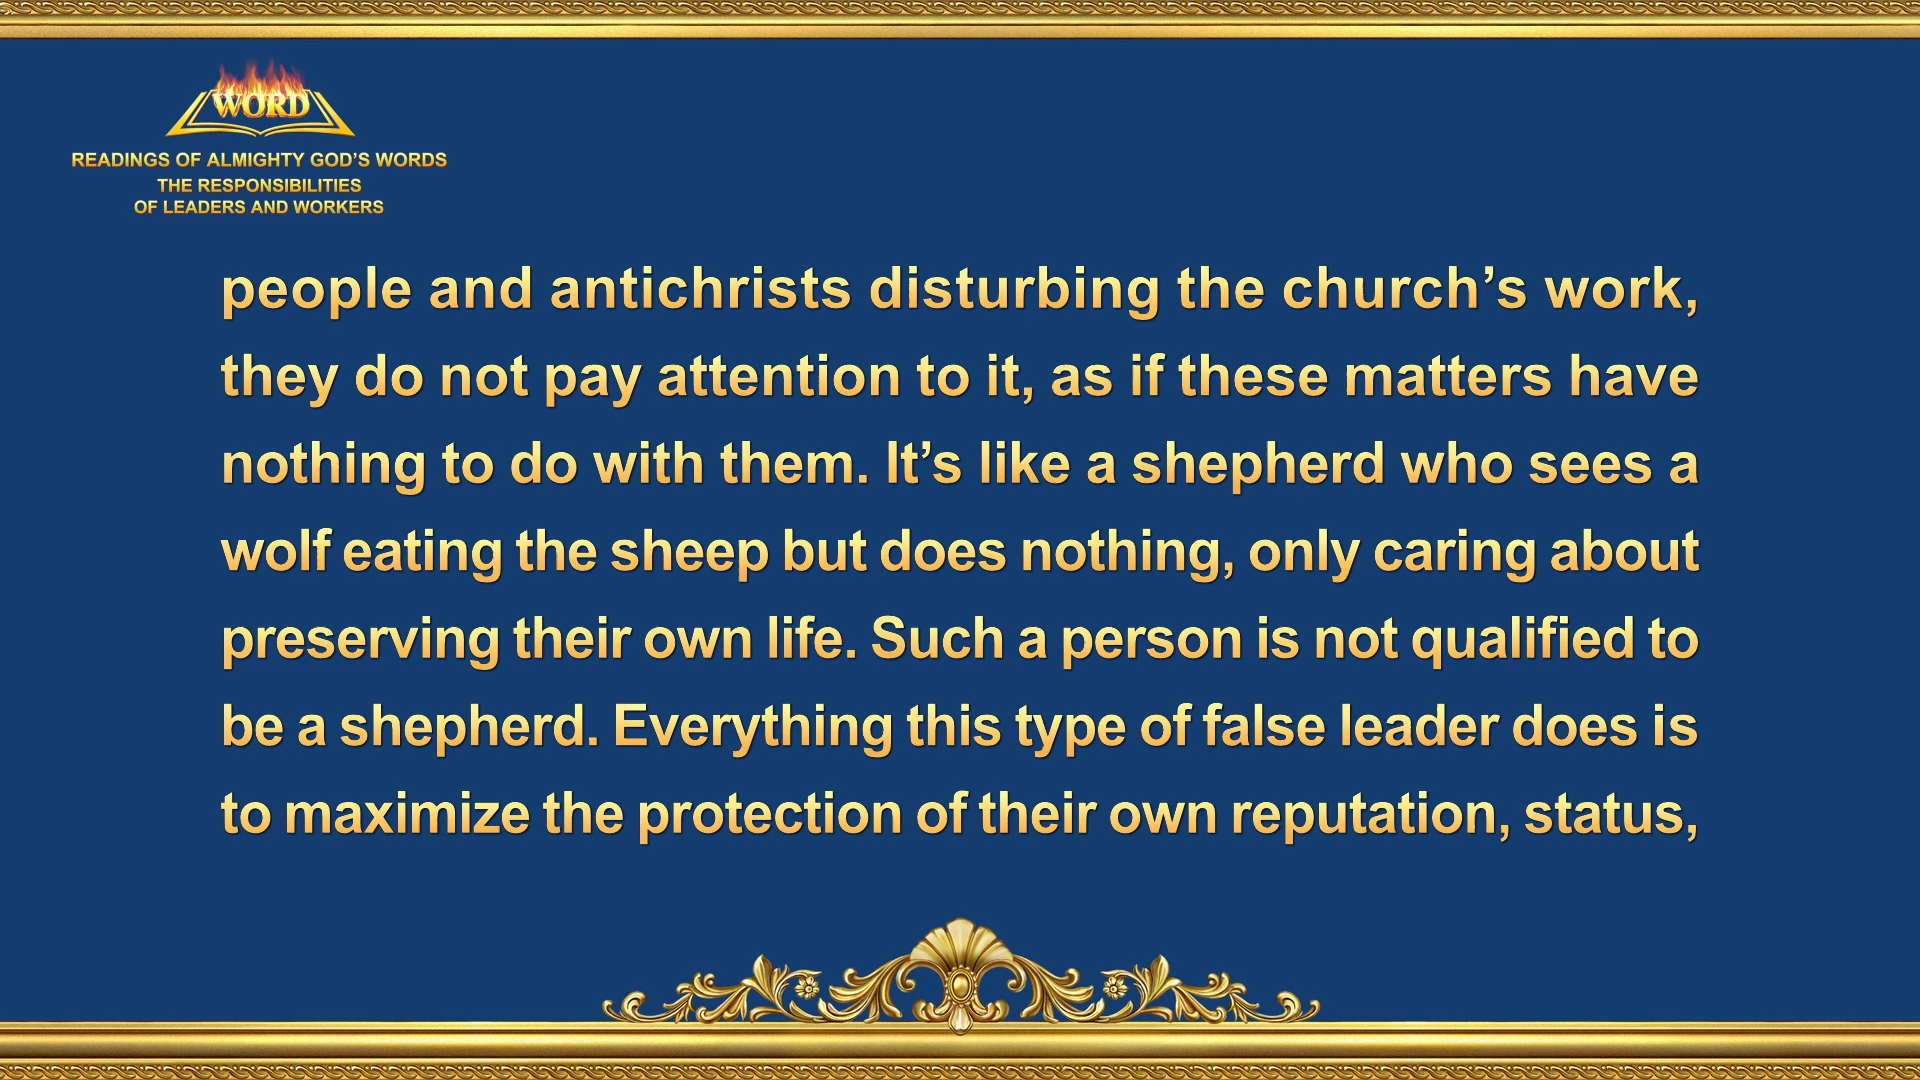 WORD
READINGS OF ALMIGHTY GOD’S WORDS
THE RESPONSIBILITIES
OF LEADERS AND WORKERS
people and antichrists disturbing the church’s work,
they do not pay attention to it, as if these matters have
nothing to do with them. It’s like a shepherd who sees a
wolf eating the sheep but does nothing, only caring about
preserving their own life. Such a person is not qualified to
be a shepherd. Everything this type of false leader does is
to maximize the protection of their own reputation, status,